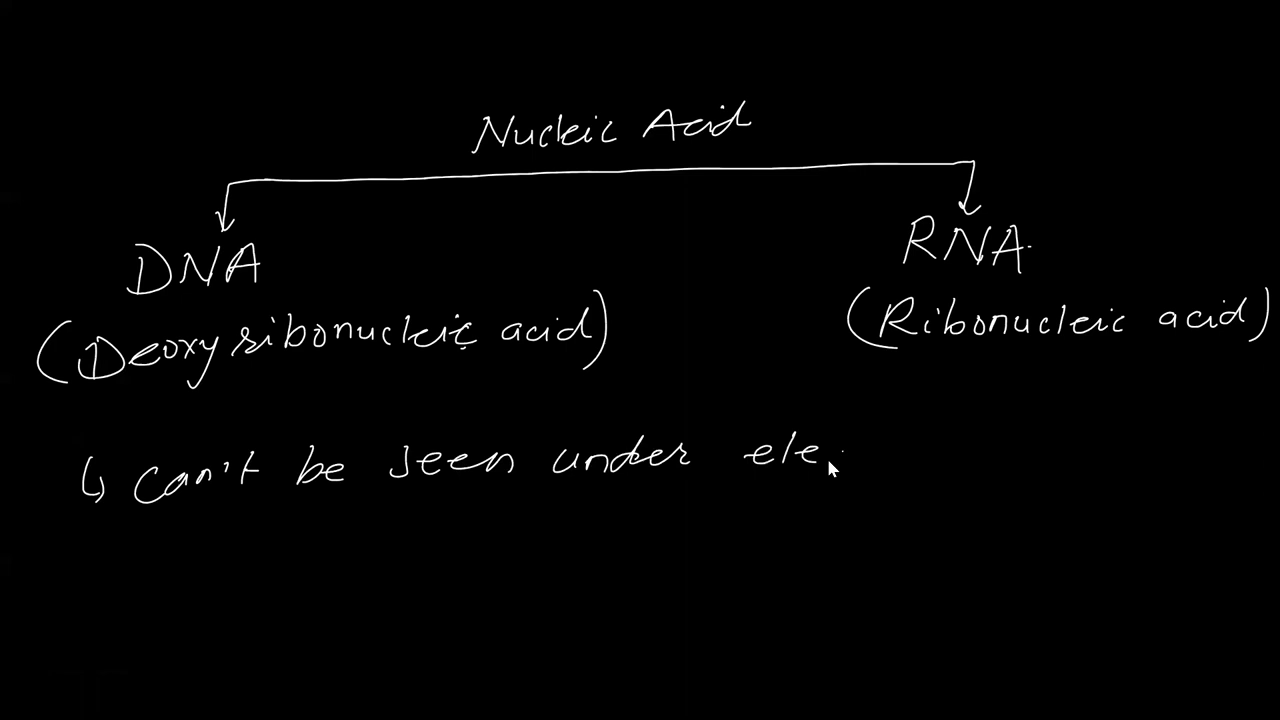 Nucleic Acid
DNA
RNA
(Deoxyribonucleic acid)
(Ribonucleic acid)
↳ can't be seen under ele